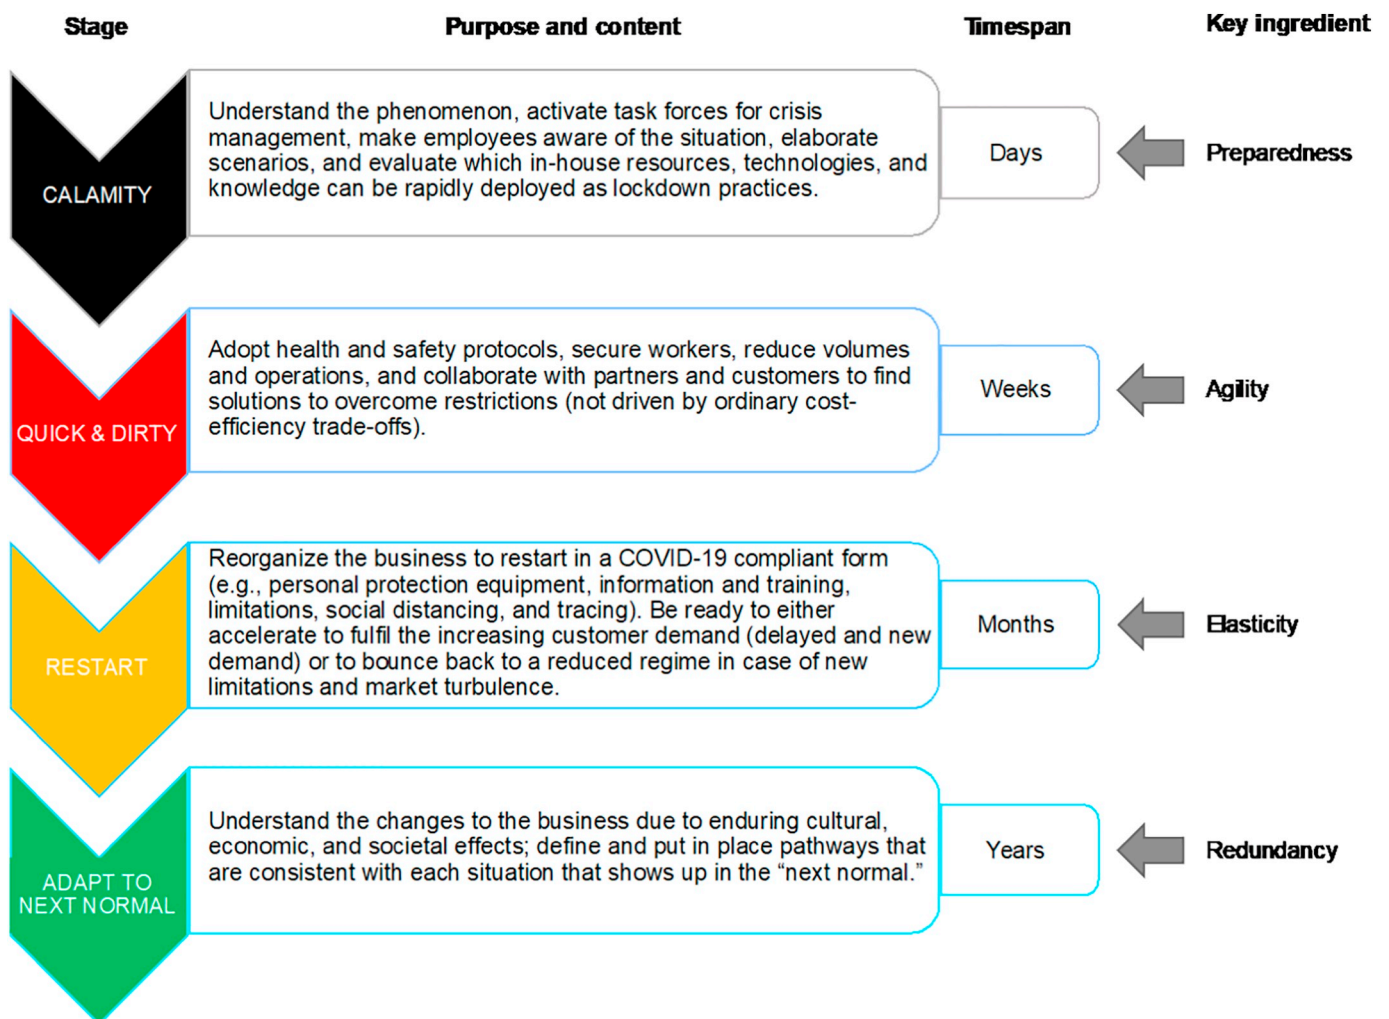 Stage
Purpose and content
Timespan
Key ingredient
CALAMITY
Understand the phenomenon, activate task forces for crisis
management, make employees aware of the situation, elaborate
scenarios, and evaluate which in-house resources, technologies, and
knowledge can be rapidly deployed as lockdown practices.
Days
Preparedness
QUICK & DIRTY
Adopt health and safety protocols, secure workers, reduce volumes
and operations, and collaborate with partners and customers to find
solutions to overcome restrictions (not driven by ordinary cost-
efficiency trade-offs).
Weeks
Agility
RESTART
Reorganize the business to restart in a COVID-19 compliant form
(e.g., personal protection equipment, information and training,
limitations, social distancing, and tracing). Be ready to either
accelerate to fulfil the increasing customer demand (delayed and new
demand) or to bounce back to a reduced regime in case of new
limitations and market turbulence.
Months
Elasticity
ADAPT TO
NEXT NORMAL
Understand the changes to the business due to enduring cultural,
economic, and societal effects; define and put in place pathways that
are consistent with each situation that shows up in the “next normal.”
Years
Redundancy